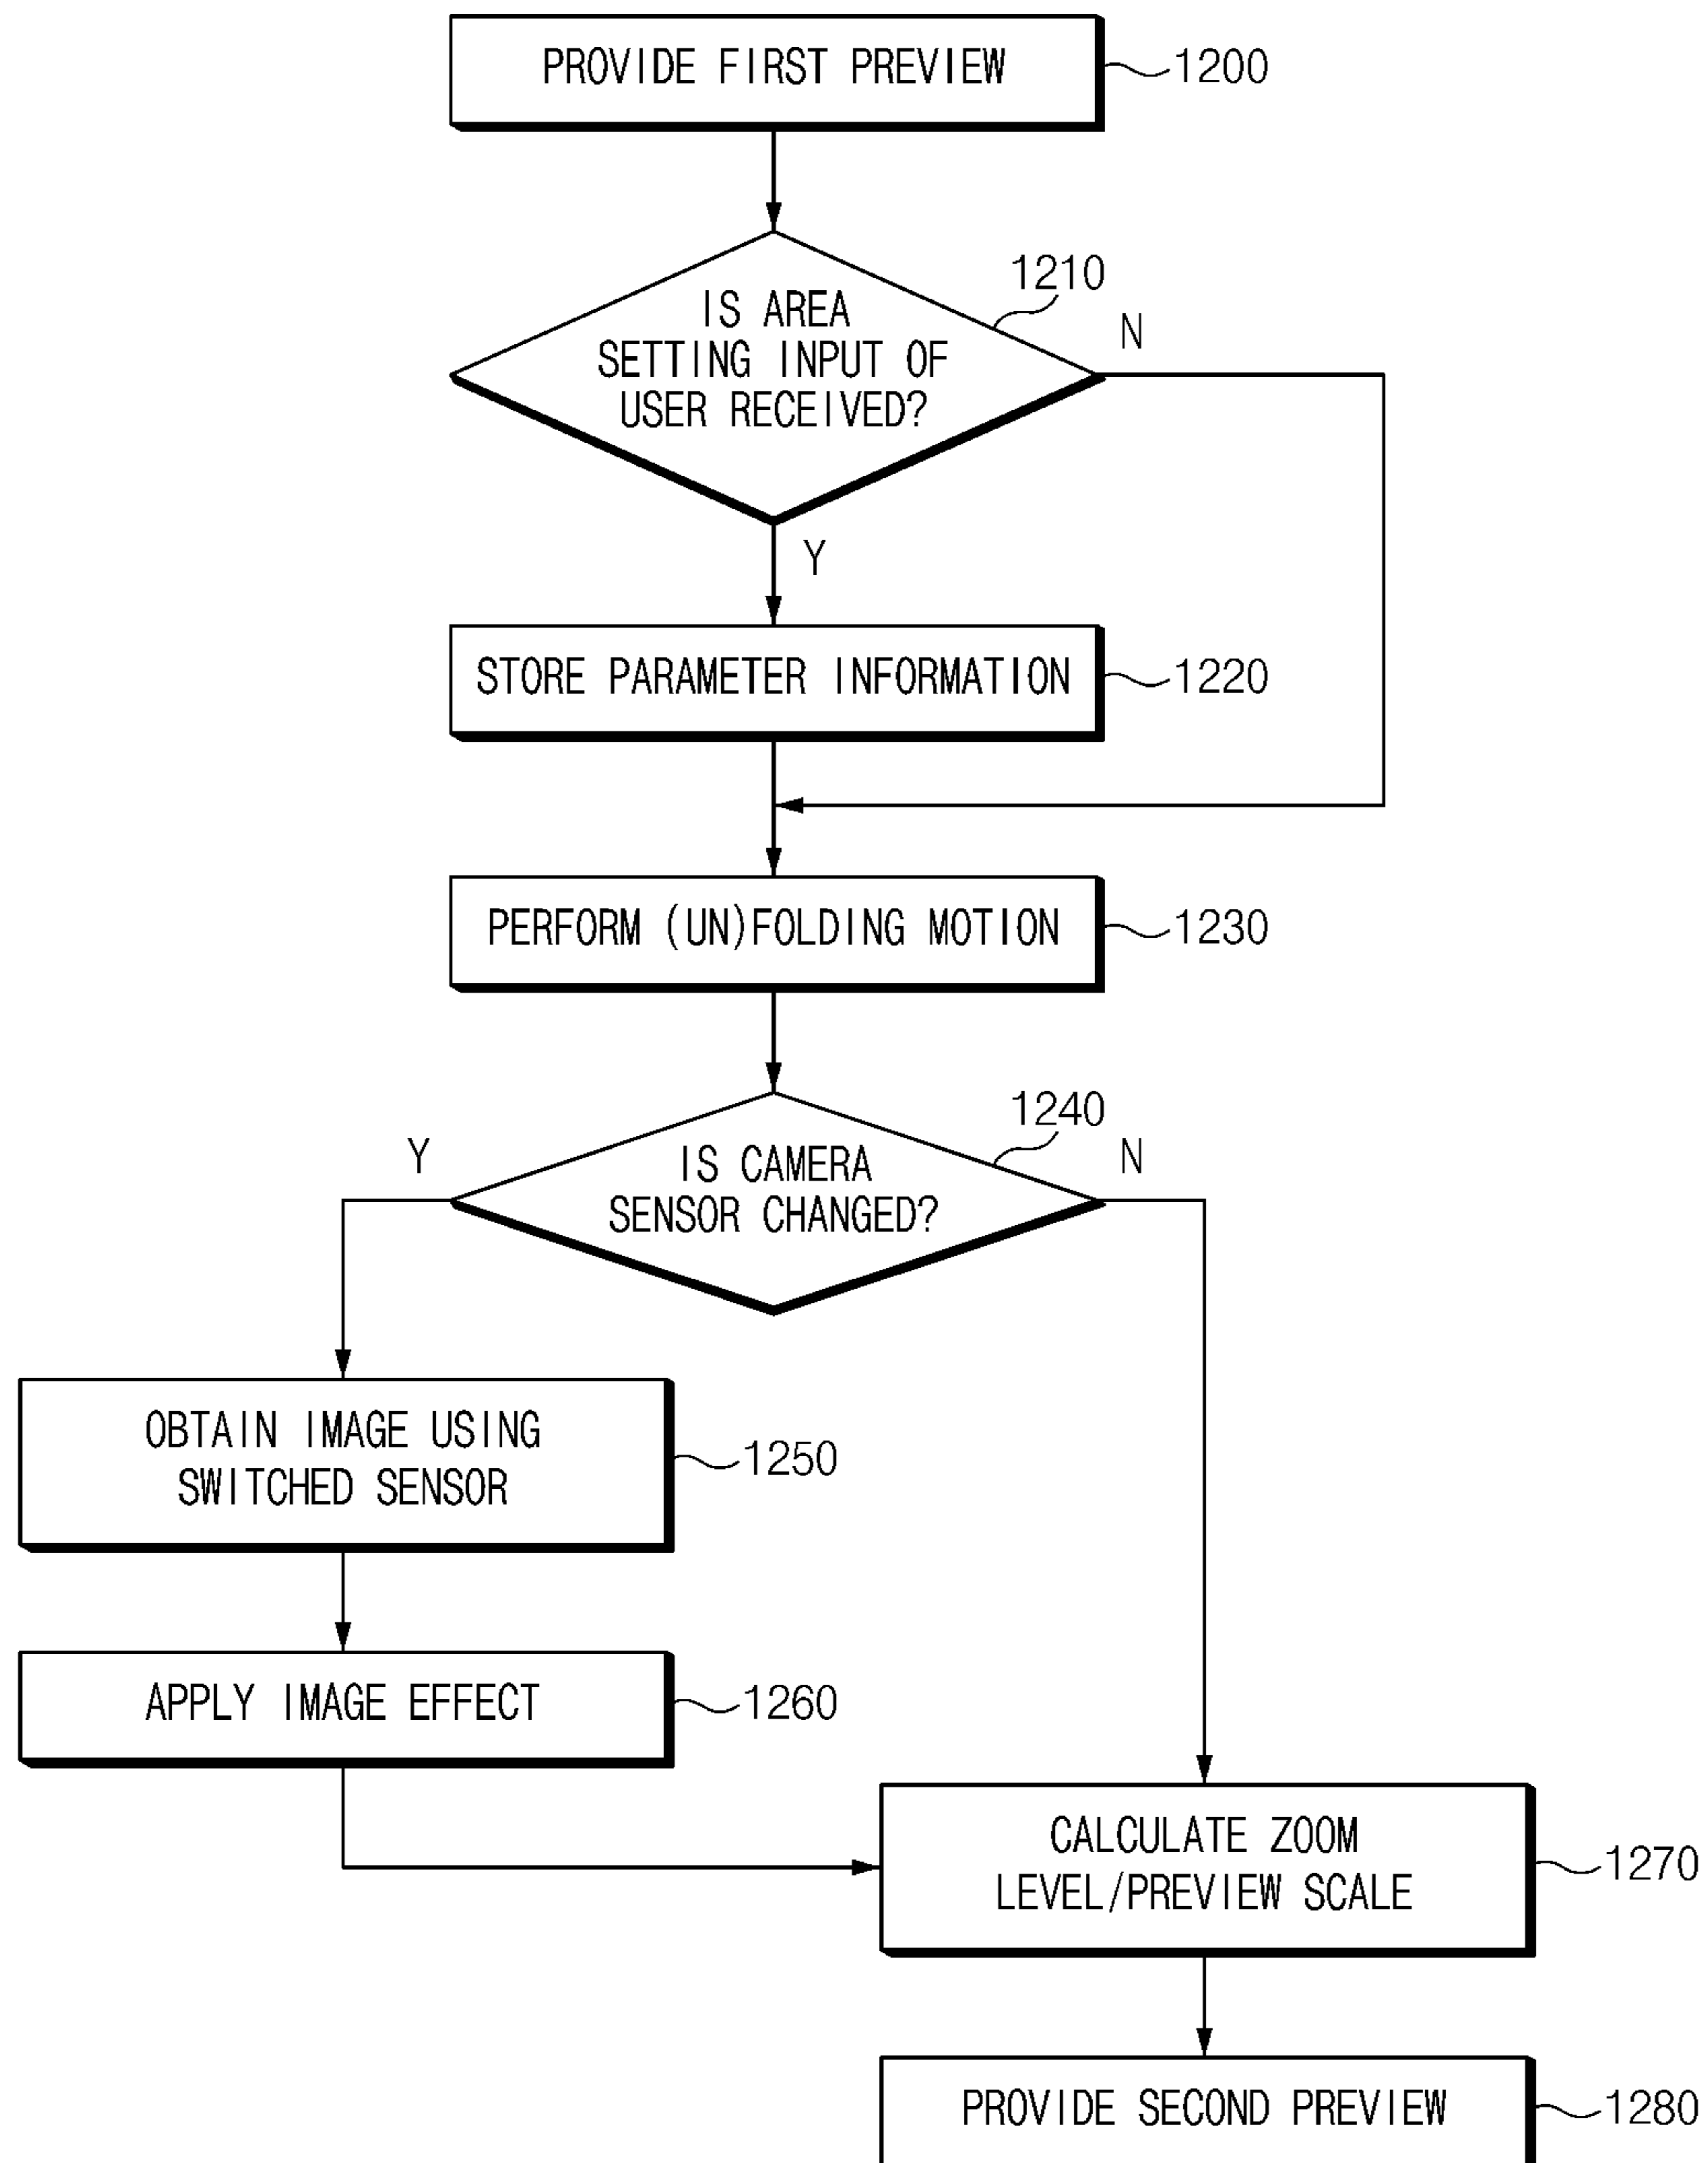 PROVIDE FIRST PREVIEW
1200
1210
IS AREA
SETTING INPUT OF
USER RECEIVED?
N
Y
STORE PARAMETER INFORMATION
1220
PERFORM (UN)FOLDING MOTION
1230
1240
Y
IS CAMERA
SENSOR CHANGED?
N
OBTAIN IMAGE USING
SWITCHED SENSOR
1250
APPLY IMAGE EFFECT
1260
CALCULATE ZOOM
LEVEL/PREVIEW SCALE
1270
PROVIDE SECOND PREVIEW
1280